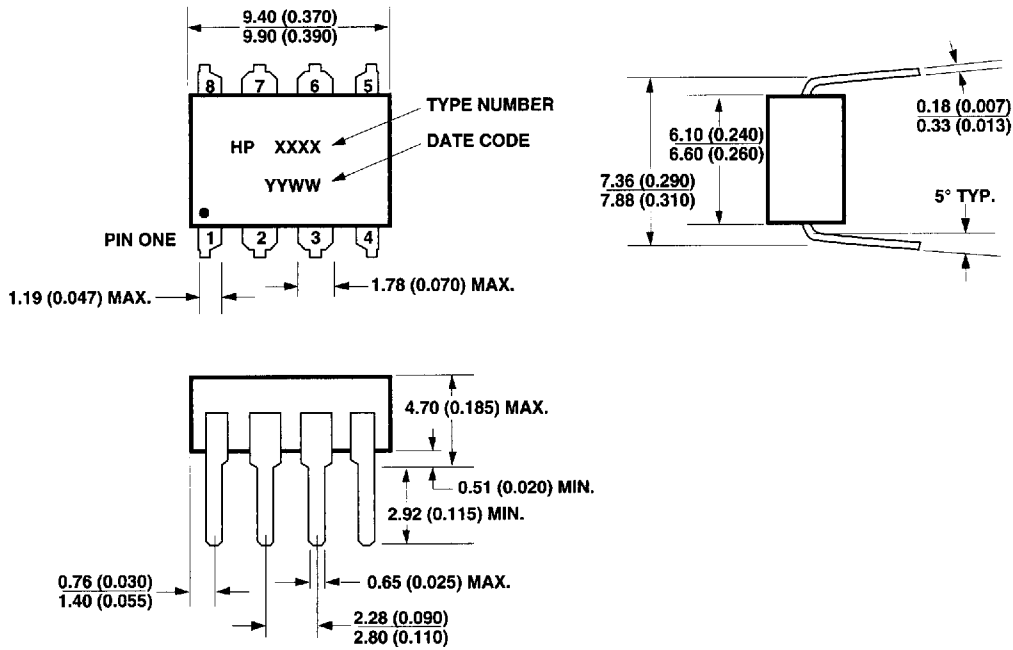 9.40 (0.370)
9.90 (0.390)
8 7 6 5
TYPE NUMBER
HP XXXX
DATE CODE
YYWW
PIN ONE
1 2 3 4
1.19 (0.047) MAX.
1.78 (0.070) MAX.
0.18 (0.007)
0.33 (0.013)
6.10 (0.240)
6.60 (0.260)
7.36 (0.290)
7.88 (0.310)
5° TYP.
4.70 (0.185) MAX.
0.51 (0.020) MIN.
2.92 (0.115) MIN.
0.76 (0.030)
1.40 (0.055)
0.65 (0.025) MAX.
2.28 (0.090)
2.80 (0.110)